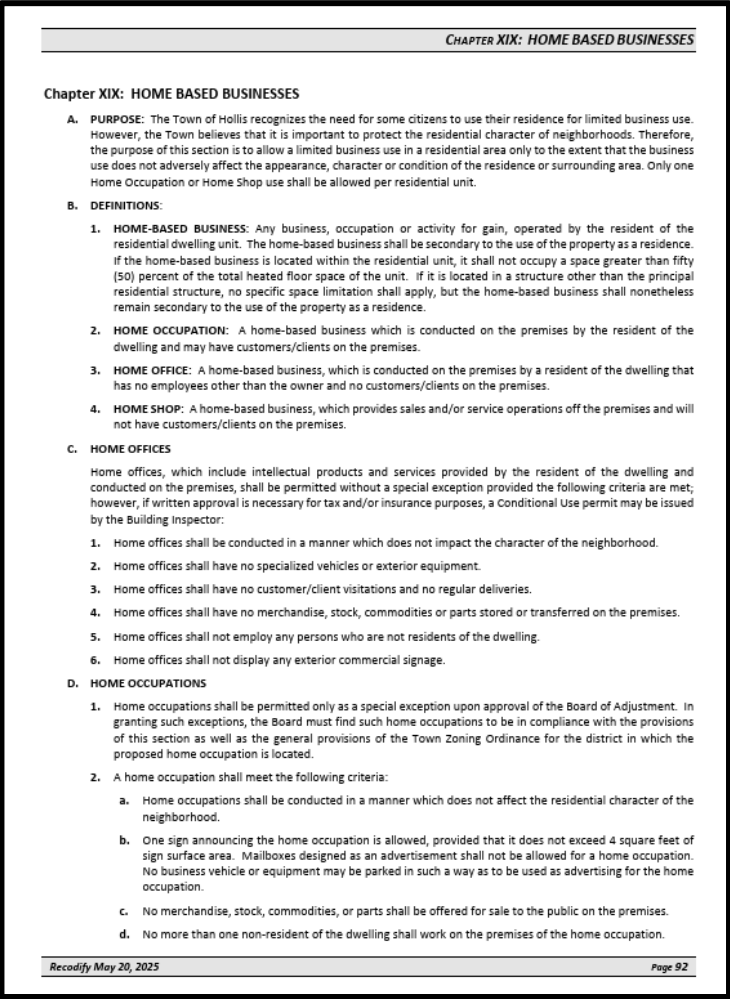 CHAPTER XIX: HOME BASED BUSINESSES
Chapter XIX: HOME BASED BUSINESSES
A. PURPOSE: The Town of Hollis recognizes the need for some citizens to use their residence for limited business use.
However, the Town believes that it is important to protect the residential character of neighborhoods. Therefore,
the purpose of this section is to allow a limited business use in a residential area only to the extent that the business
use does not adversely affect the appearance, character or condition of the residence or surrounding area. Only one
Home Occupation or Home Shop use shall be allowed per residential unit.
B. DEFINITIONS:
1. HOME-BASED BUSINESS: Any business, occupation or activity for gain, operated by the resident of the
residential dwelling unit. The home-based business shall be secondary to the use of the property as a residence.
If the home-based business is located within the residential unit, it shall not occupy a space greater than fifty
(50) percent of the total heated floor space of the unit. If it is located in a structure other than the principal
residential structure, no specific space limitation shall apply, but the home-based business shall nonetheless
remain secondary to the use of the property as a residence.
2. HOME OCCUPATION: A home-based business which is conducted on the premises by the resident of the
dwelling and may have customers/clients on the premises.
3. HOME OFFICE: A home-based business, which is conducted on the premises by a resident of the dwelling that
has no employees other than the owner and no customers/clients on the premises.
4. HOME SHOP: A home-based business, which provides sales and/or service operations off the premises and will
not have customers/clients on the premises.
C. HOME OFFICES
Home offices, which include intellectual products and services provided by the resident of the dwelling and
conducted on the premises, shall be permitted without a special exception provided the following criteria are met;
however, if written approval is necessary for tax and/or insurance purposes, a Conditional Use permit may be issued
by the Building Inspector:
1. Home offices shall be conducted in a manner which does not impact the character of the neighborhood.
2. Home offices shall have no specialized vehicles or exterior equipment.
3. Home offices shall have no customer/client visitations and no regular deliveries.
4. Home offices shall have no merchandise, stock, commodities or parts stored or transferred on the premises.
5. Home offices shall not employ any persons who are not residents of the dwelling.
6. Home offices shall not display any exterior commercial signage.
D. HOME OCCUPATIONS
1. Home occupations shall be permitted only as a special exception upon approval of the Board of Adjustment. In
granting such exceptions, the Board must find such home occupations to be in compliance with the provisions
of this section as well as the general provisions of the Town Zoning Ordinance for the district in which the
proposed home occupation is located.
2. A home occupation shall meet the following criteria:
a. Home occupations shall be conducted in a manner which does not affect the residential character of the
neighborhood.
b. One sign announcing the home occupation is allowed, provided that it does not exceed 4 square feet of
sign surface area. Mailboxes designed as an advertisement shall not be allowed for a home occupation.
No business vehicle or equipment may be parked in such a way as to be used as advertising for the home
occupation.
c. No merchandise, stock, commodities, or parts shall be offered for sale to the public on the premises.
d. No more than one non-resident of the dwelling shall work on the premises of the home occupation.
Recodify May 20, 2025 Page 92